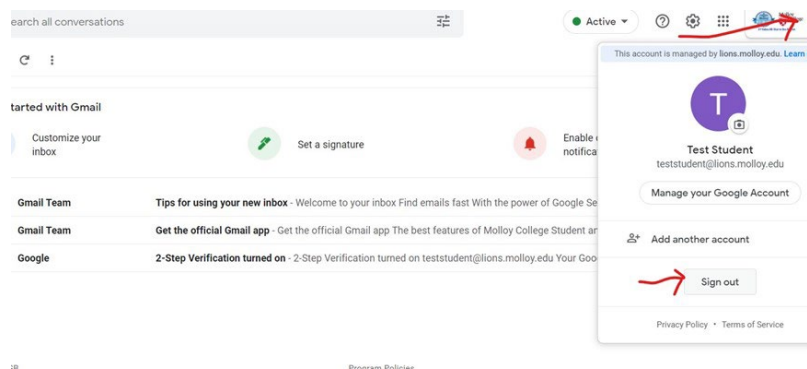 earch all conversations
Active
This account is managed by lions.molloy.edu. Learn
tarted with Gmail
T
Customize your
inbox
Set a signature
Enable
notifica
Test Student
teststudent@lions.molloy.edu
Manage your Google Account
Gmail Team Tips for using your new inbox - Welcome to your inbox Find emails fast With the power of Google Se
Gmail Team Get the official Gmail app - Get the official Gmail app The best features of Molloy College Student ar
Add another account
Google 2-Step Verification turned on - 2-Step Verification turned on teststudent@lions.molloy.edu Your Goo
Sign out
Privacy Policy • Terms of Service
Program Policies